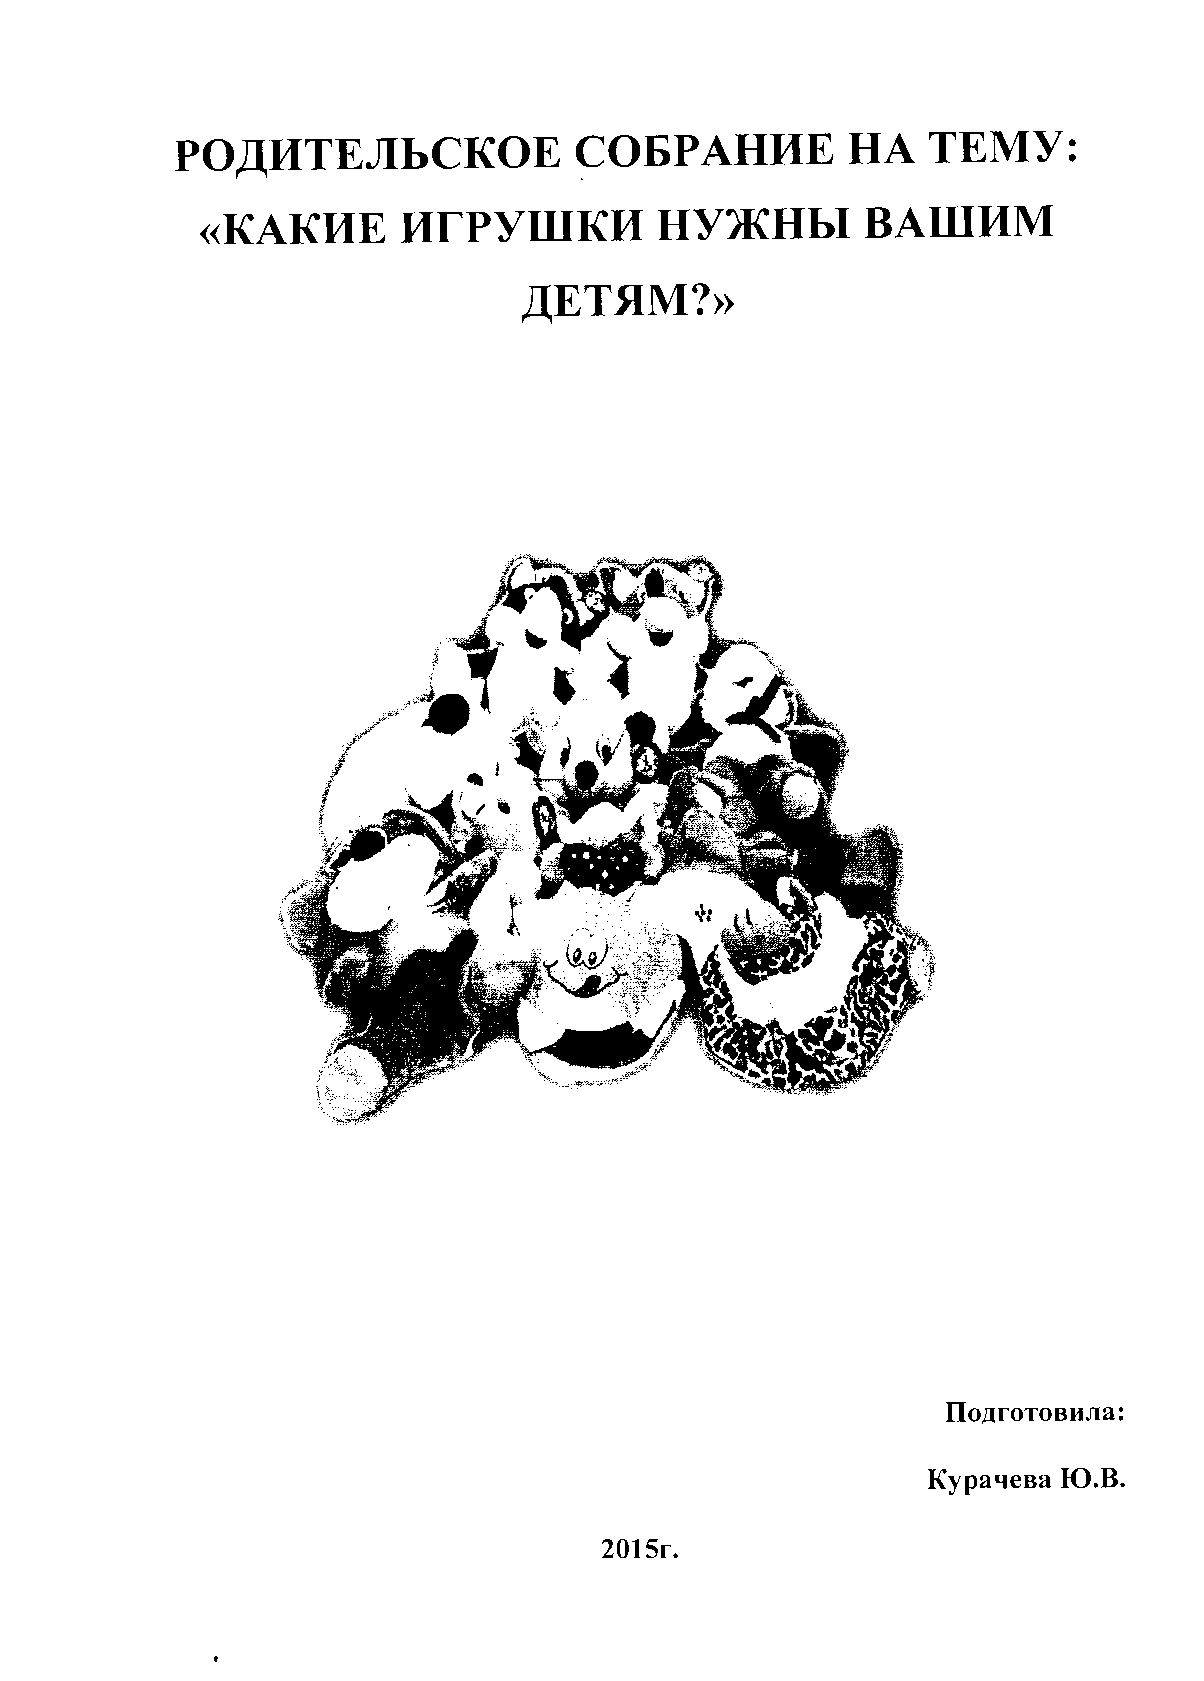 РОДИТЕЛЬСКОЕ СОБРАНИЕ НА ТЕМУ:
«КАКИЕ ИГРУШКИ НУЖНЫ ВАШИМ
ДЕТЯМ?»
Подготовила:
Курачева Ю.В.
2015г.